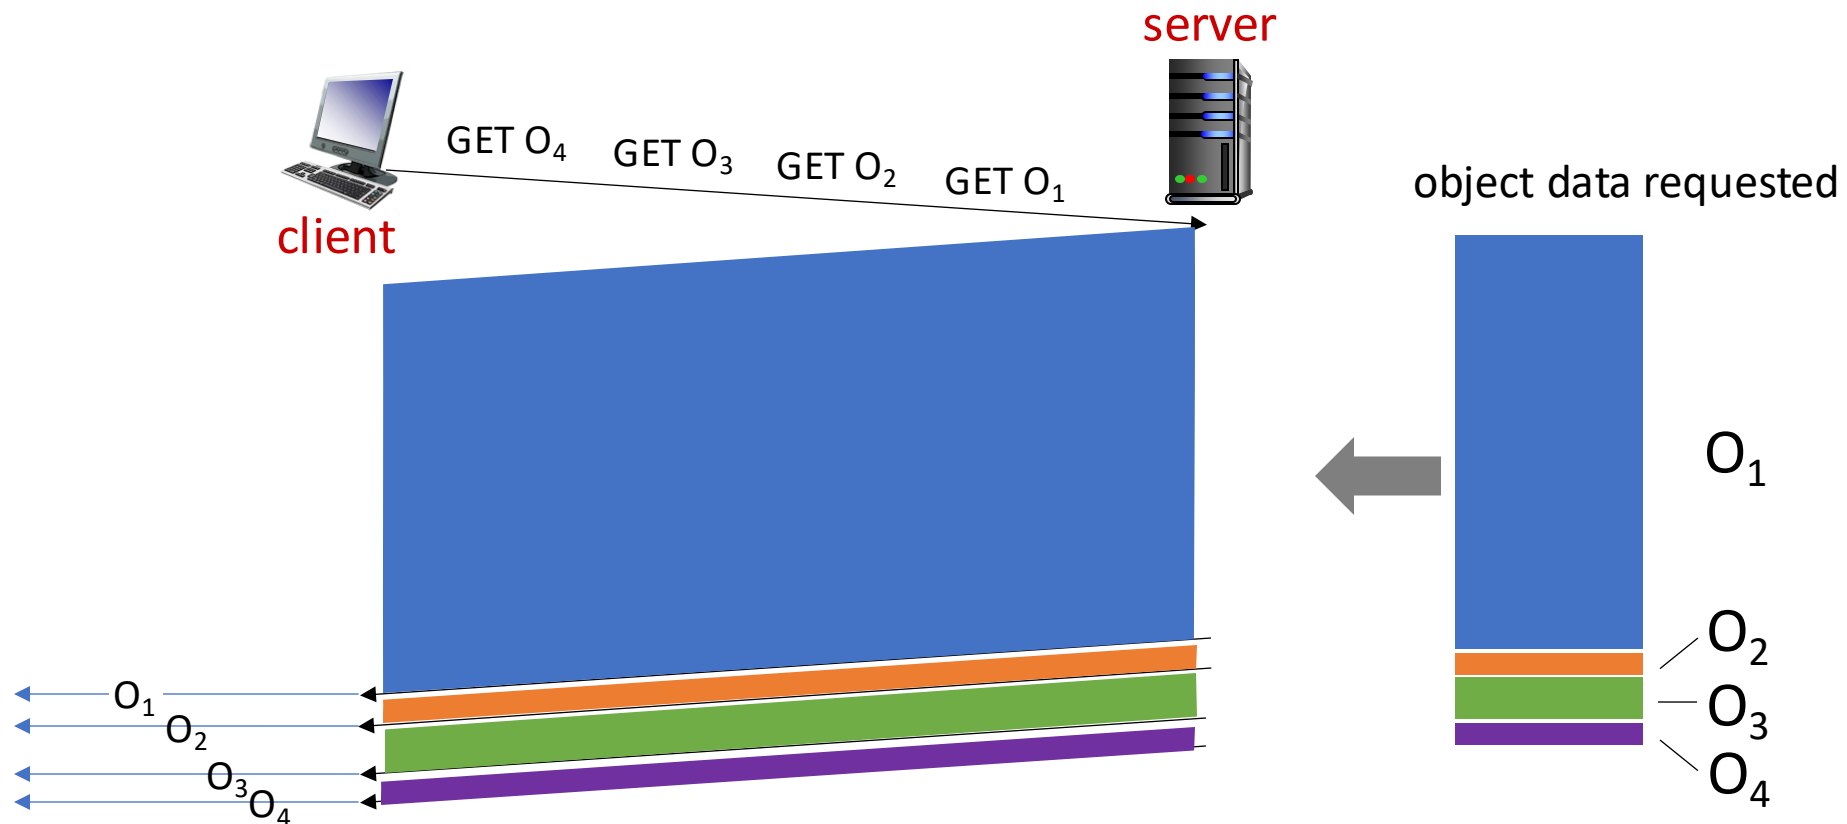 server
GET O₄ GET O₃ GET O₂ GET O₁
client
object data requested
O₁
O₂
O₃
O₄
O₁
O₂
O₃
O₄